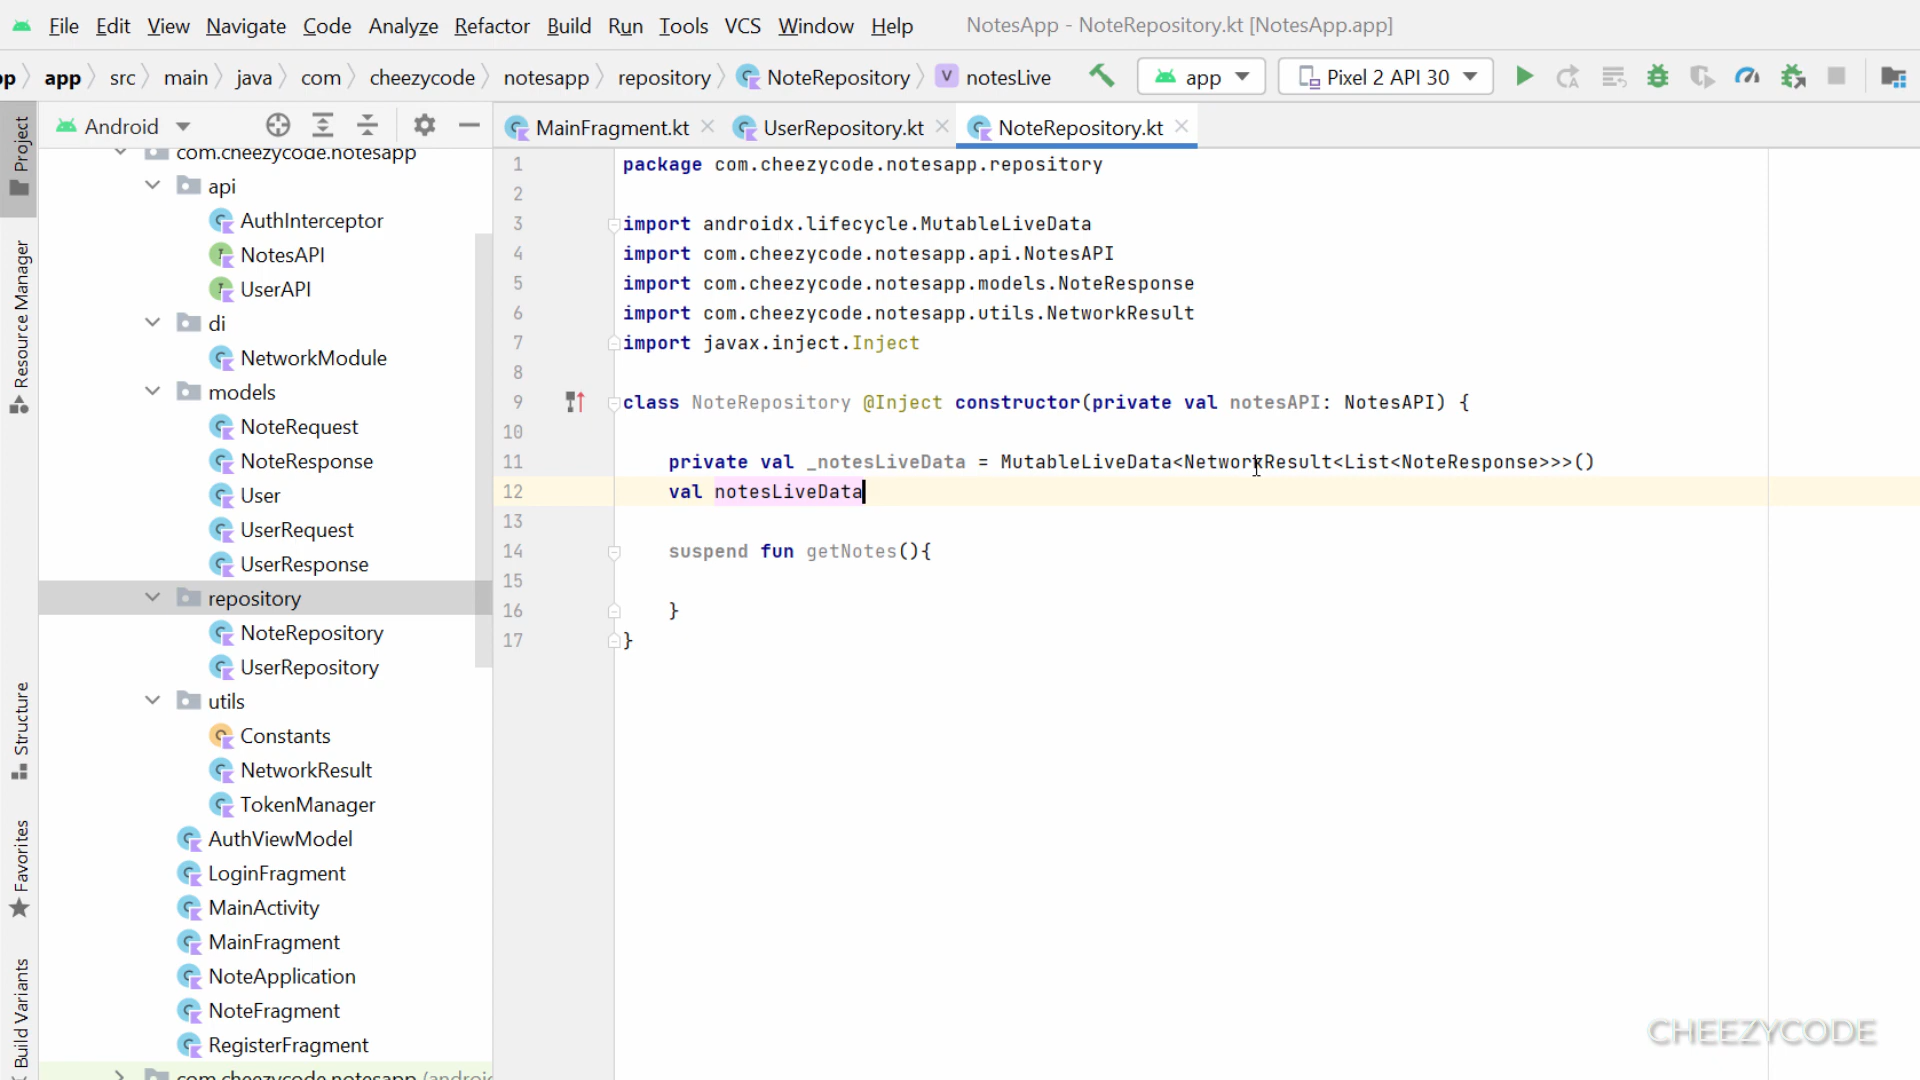 File Edit View Navigate Code Analyze Refactor Build Run Tools VCS Window Help NotesApp - NoteRepository.kt [NotesApp.app]
app src main java com cheezycode notesapp repository NoteRepository V notesLive app Pixel 2 API 30
Android
MainFragment.kt UserRepository.kt NoteRepository.kt
Project
Resource Manager
Structure
Favorites
Build Variants
com.cheezycode.notesapp
api
AuthInterceptor
NotesAPI
UserAPI
di
NetworkModule
models
NoteRequest
NoteResponse
User
UserRequest
UserResponse
repository
NoteRepository
UserRepository
utils
Constants
NetworkResult
TokenManager
AuthViewModel
LoginFragment
MainActivity
MainFragment
NoteApplication
NoteFragment
RegisterFragment
com.cheezycode.notesapp
1 package com.cheezycode.notesapp.repository
2
3 import androidx.lifecycle.MutableLiveData
4 import com.cheezycode.notesapp.api.NotesAPI
5 import com.cheezycode.notesapp.models.NoteResponse
6 import com.cheezycode.notesapp.utils.NetworkResult
7 import javax.inject.Inject
8
9 class NoteRepository @Inject constructor(private val notesAPI: NotesAPI) {
10
11 private val _notesLiveData = MutableLiveData<NetworkResult<List<NoteResponse>>>()
12 val notesLiveData
13
14 suspend fun getNotes(){
15
16 }
17 }
CHEEZYCODE